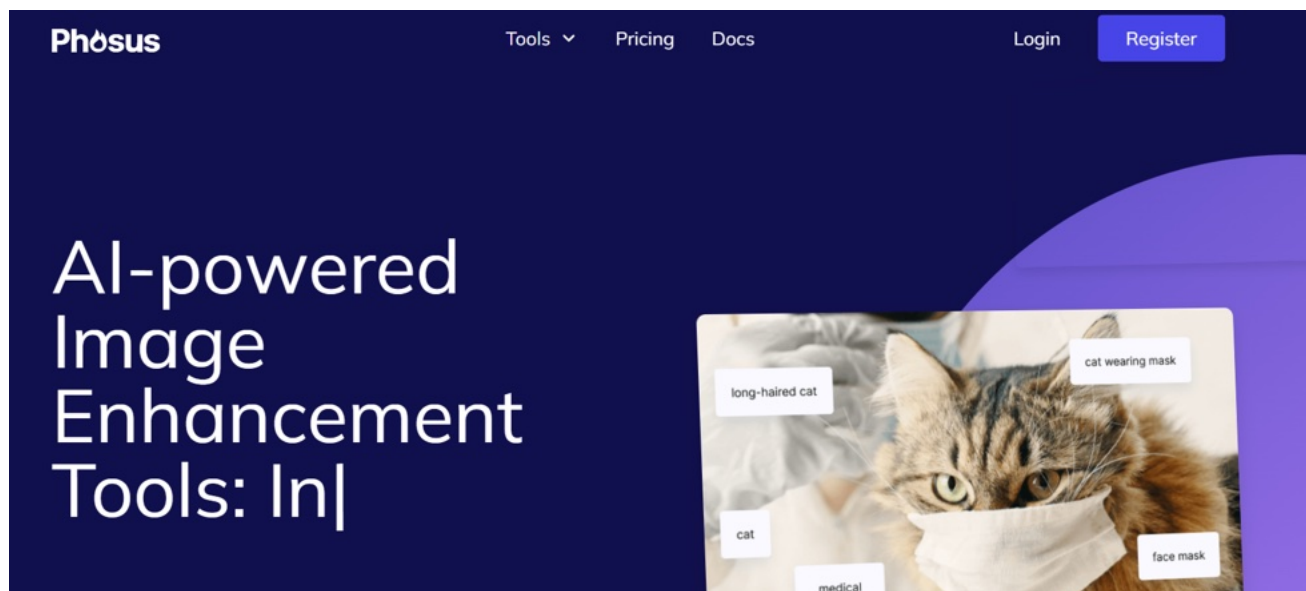 Phosus
Tools
Pricing
Docs
Login
Register
AI-powered
Image
Enhancement
Tools: In|
long-haired cat
cat wearing mask
cat
face mask
medical